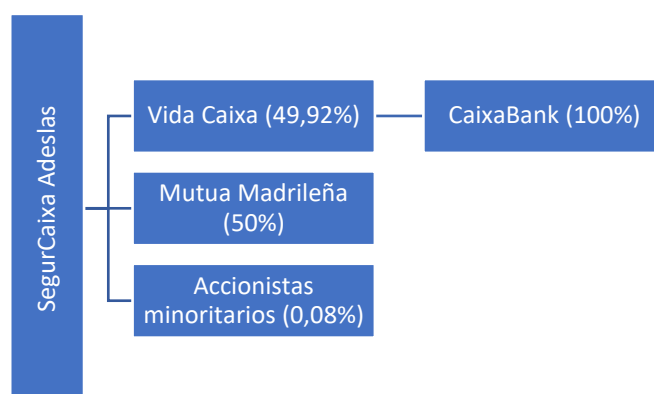 SegurCaixa Adeslas
Vida Caixa (49,92%)
CaixaBank (100%)
Mutua Madrileña
(50%)
Accionistas
minoritarios (0,08%)